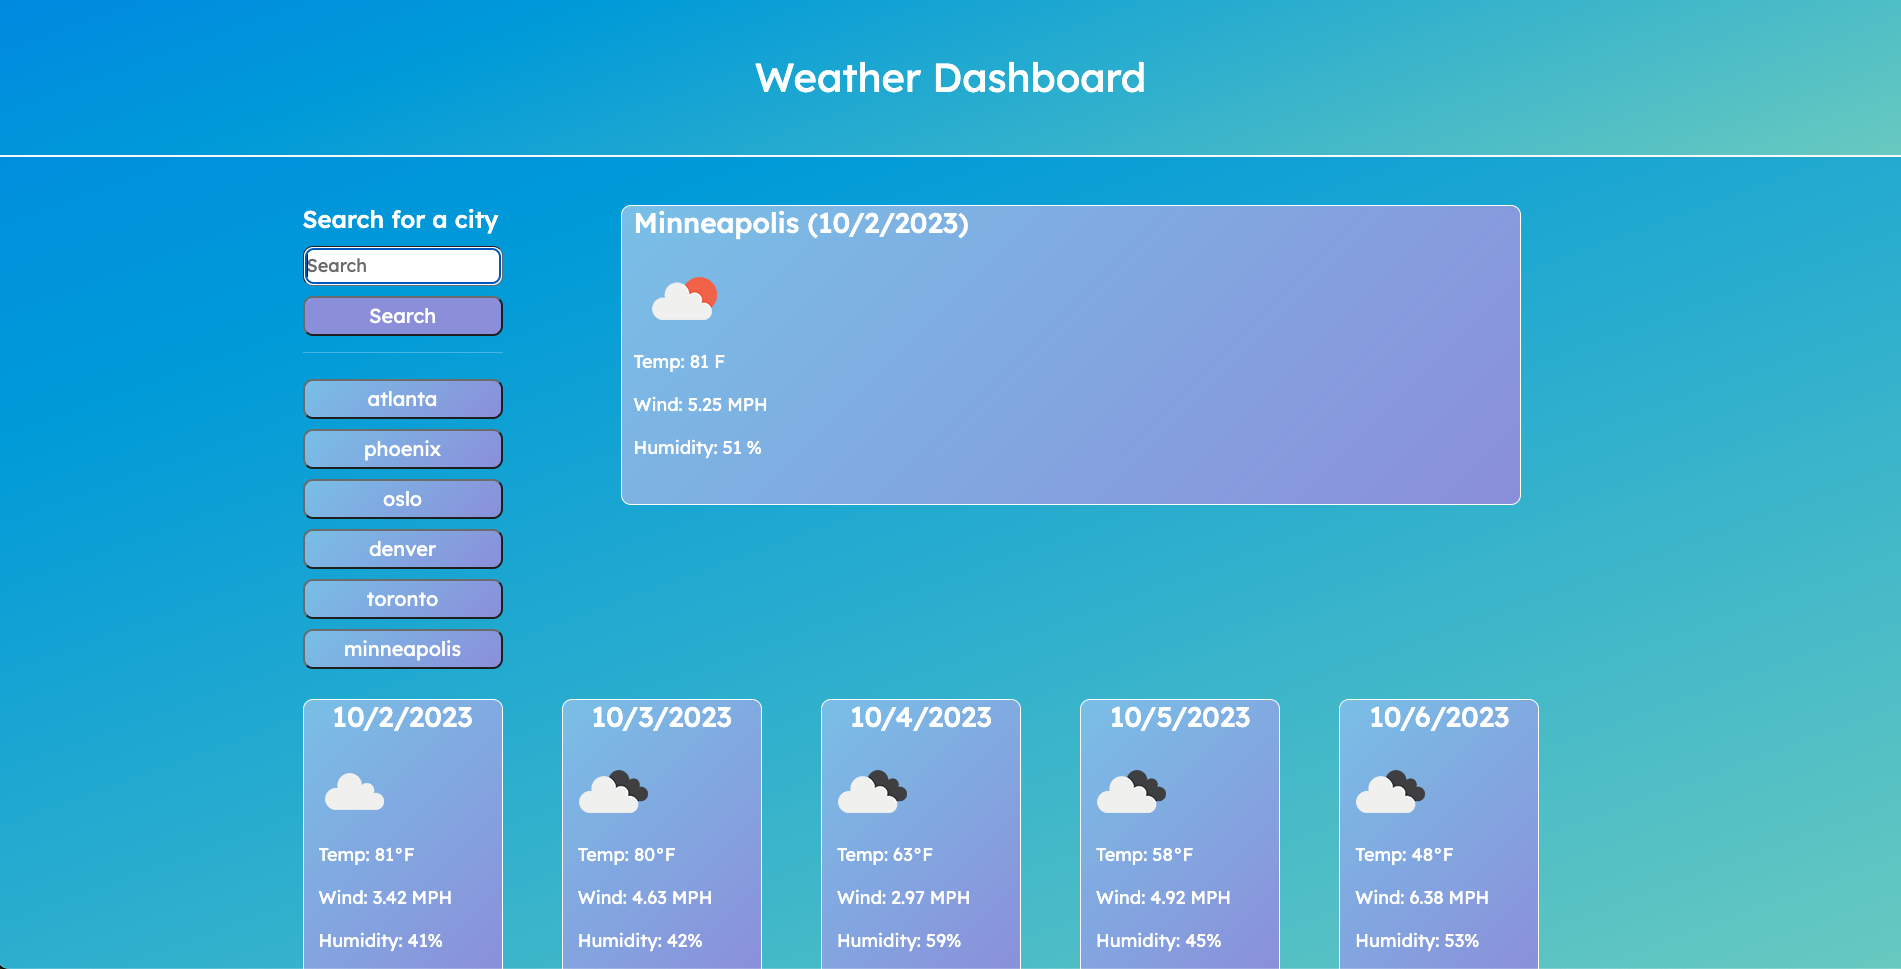 Weather Dashboard
Search for a city
Search
Search
atlanta
phoenix
oslo
denver
toronto
minneapolis
Minneapolis (10/2/2023)
Temp: 81 F
Wind: 5.25 MPH
Humidity: 51 %
10/2/2023
Temp: 81°F
Wind: 3.42 MPH
Humidity: 41%
10/3/2023
Temp: 80°F
Wind: 4.63 MPH
Humidity: 42%
10/4/2023
Temp: 63°F
Wind: 2.97 MPH
Humidity: 59%
10/5/2023
Temp: 58°F
Wind: 4.92 MPH
Humidity: 45%
10/6/2023
Temp: 48°F
Wind: 6.38 MPH
Humidity: 53%